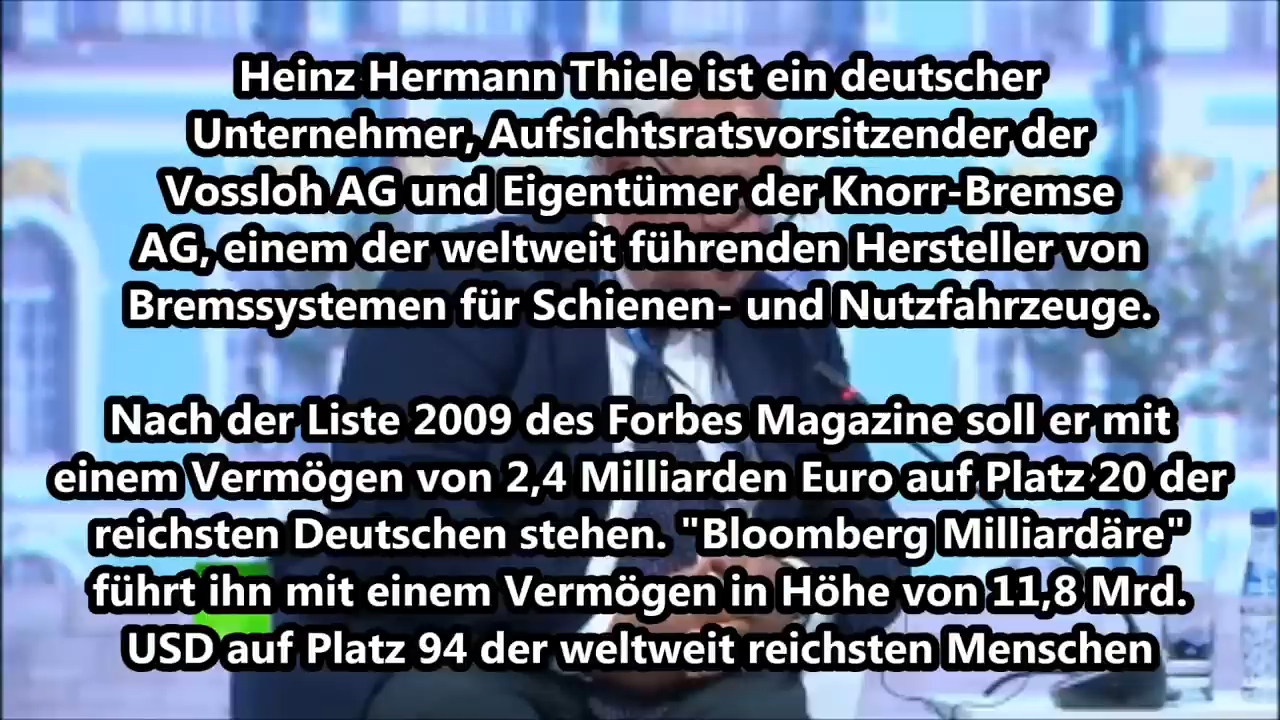 Heinz Hermann Thiele ist ein deutscher
Unternehmer, Aufsichtsratsvorsitzender der
Vossloh AG und Eigentümer der Knorr-Bremse
AG, einem der weltweit führenden Hersteller von
Bremssystemen für Schienen- und Nutzfahrzeuge.
Nach der Liste 2009 des Forbes Magazine soll er mit
einem Vermögen von 2,4 Milliarden Euro auf Platz 20 der
reichsten Deutschen stehen. "Bloomberg Milliardäre"
führt ihn mit einem Vermögen in Höhe von 11,8 Mrd.
USD auf Platz 94 der weltweit reichsten Menschen